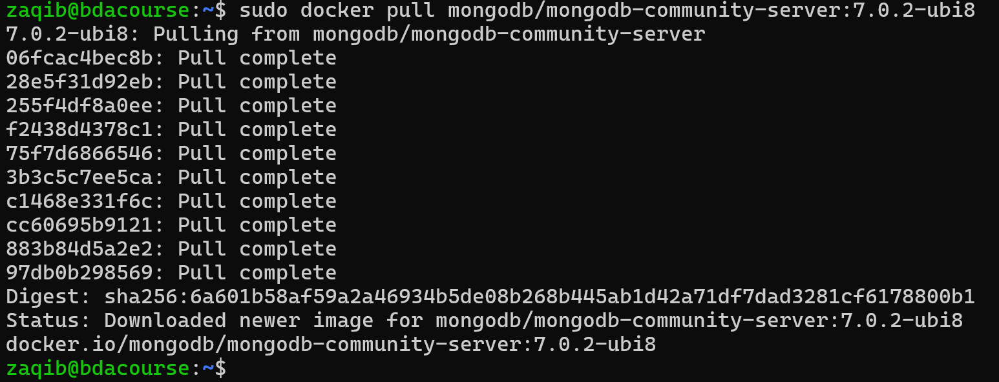 zaqib@bdacourse:~$ sudo docker pull mongodb/mongodb-community-server:7.0.2-ubi8
7.0.2-ubi8: Pulling from mongodb/mongodb-community-server
06fcac4bec8b: Pull complete
28e5f31d92eb: Pull complete
255f4df8a0ee: Pull complete
f2438d4378c1: Pull complete
75f7d6866546: Pull complete
3b3c5c7ee5ca: Pull complete
c1468e331f6c: Pull complete
cc60695b9121: Pull complete
883b84d5a2e2: Pull complete
97db0b298569: Pull complete
Digest: sha256:6a601b58af59a2a46934b5de08b268b445ab1d42a71df7dad3281cf6178800b1
Status: Downloaded newer image for mongodb/mongodb-community-server:7.0.2-ubi8
docker.io/mongodb/mongodb-community-server:7.0.2-ubi8
zaqib@bdacourse:~$